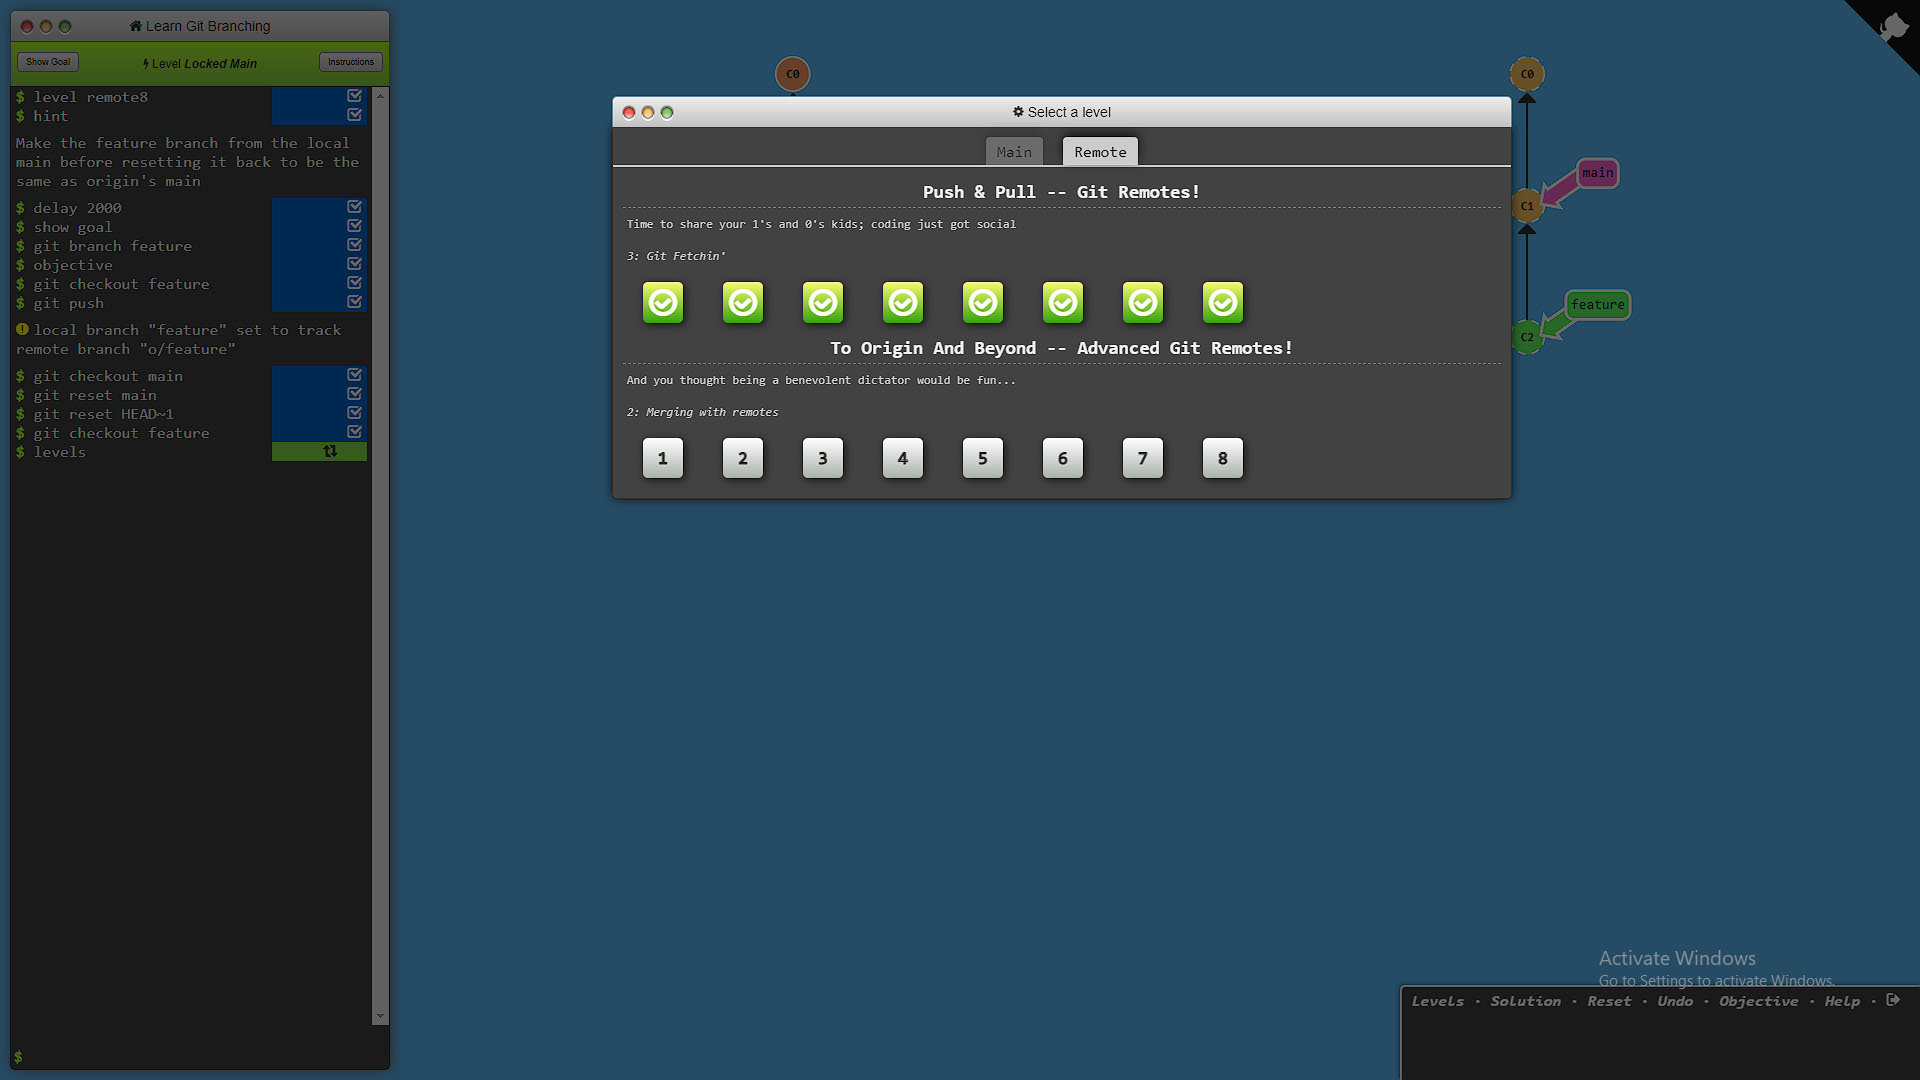 Learn Git Branching
Show Goal
Level Locked Main
Instructions
$ level remote8
$ hint
Make the feature branch from the local
main before resetting it back to be the
same as origin's main
$ delay 2000
$ show goal
$ git branch feature
$ objective
$ git checkout feature
$ git push
local branch "feature" set to track
remote branch "o/feature"
$ git checkout main
$ git reset main
$ git reset HEAD~1
$ git checkout feature
$ levels
$
C0
Select a level
Main
Remote
Push & Pull -- Git Remotes!
Time to share your 1's and 0's kids; coding just got social
3: Git Fetchin'
To Origin And Beyond -- Advanced Git Remotes!
And you thought being a benevolent dictator would be fun...
2: Merging with remotes
1 2 3 4 5 6 7 8
C0
main
C1
feature
C2
Activate Windows
Go to Settings to activate Windows.
Levels · Solution · Reset · Undo · Objective · Help ·